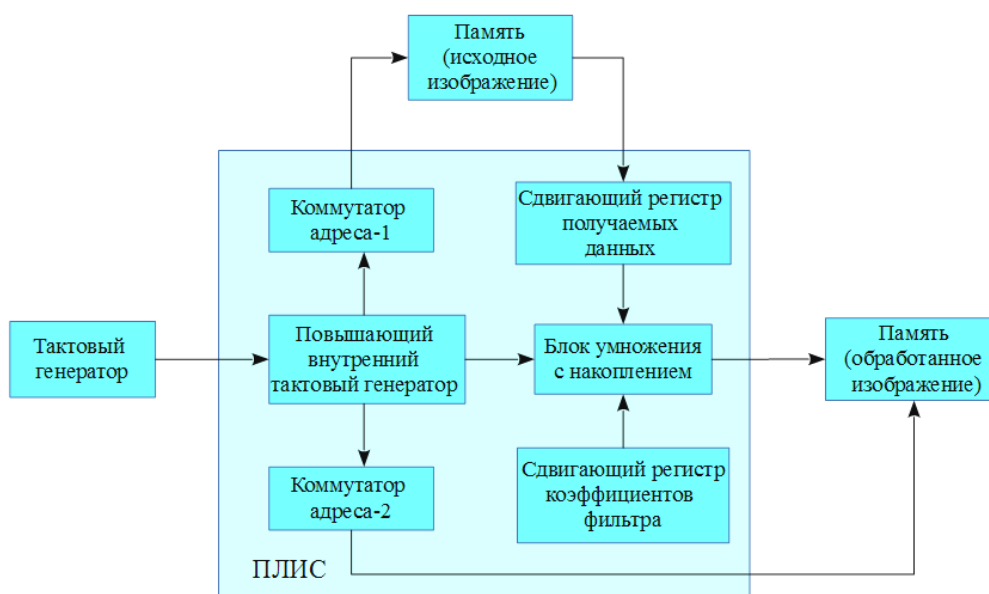 Память
(исходное
изображение)
Коммутатор
адреса-1
Сдвигающий регистр
получаемых
данных
Тактовый
генератор
Повышающий
внутренний
тактовый генератор
Блок умножения
с накоплением
Память
(обработанное
изображение)
Коммутатор
адреса-2
Сдвигающий регистр
коэффициентов
фильтра
ПЛИС